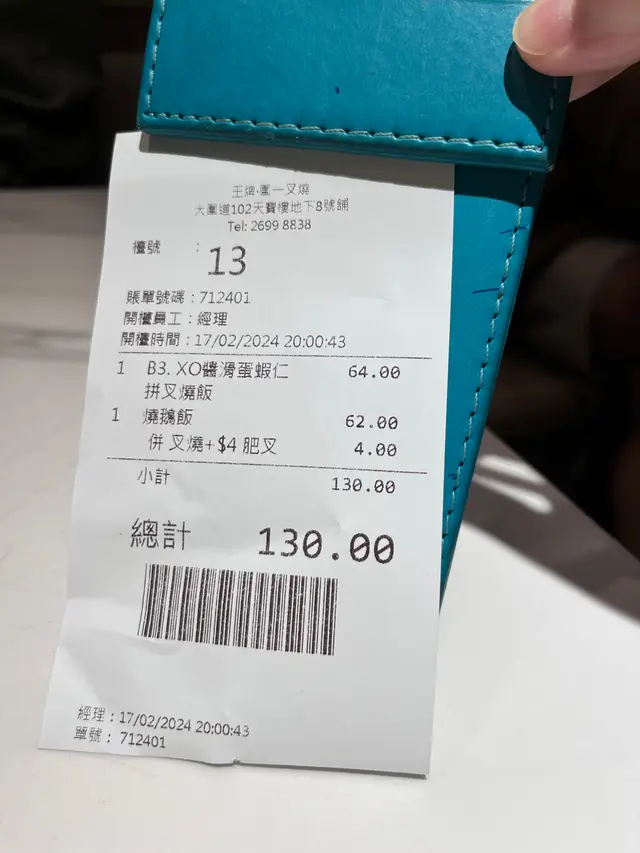 王牌.圍一叉燒
大圍道102天寶樓地下8號舖
Tel: 2699 8838
檯號 : 13
賬單號碼 : 712401
開檯員工 : 經理
開檯時間 : 17/02/2024 20:00:43
1 B3. XO醬滑蛋蝦仁 64.00
拼叉燒飯
1 燒鵝飯 62.00
併 叉燒+$4 肥叉 4.00
小計 130.00
總計 130.00
經理 : 17/02/2024 20:00:43
單號 : 712401